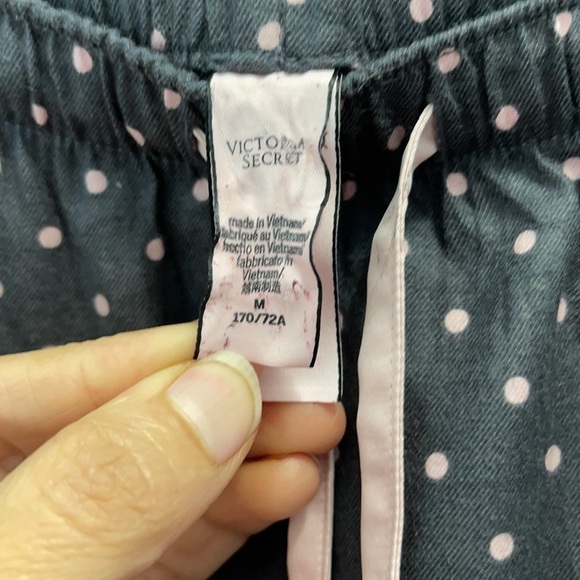 VICTORIA
SECRET
made in Vietnam/
fabriqué au Vietnam/
hecho en Vietnam/
fabbricato in
Vietnam/
越南制造
M
170/72A